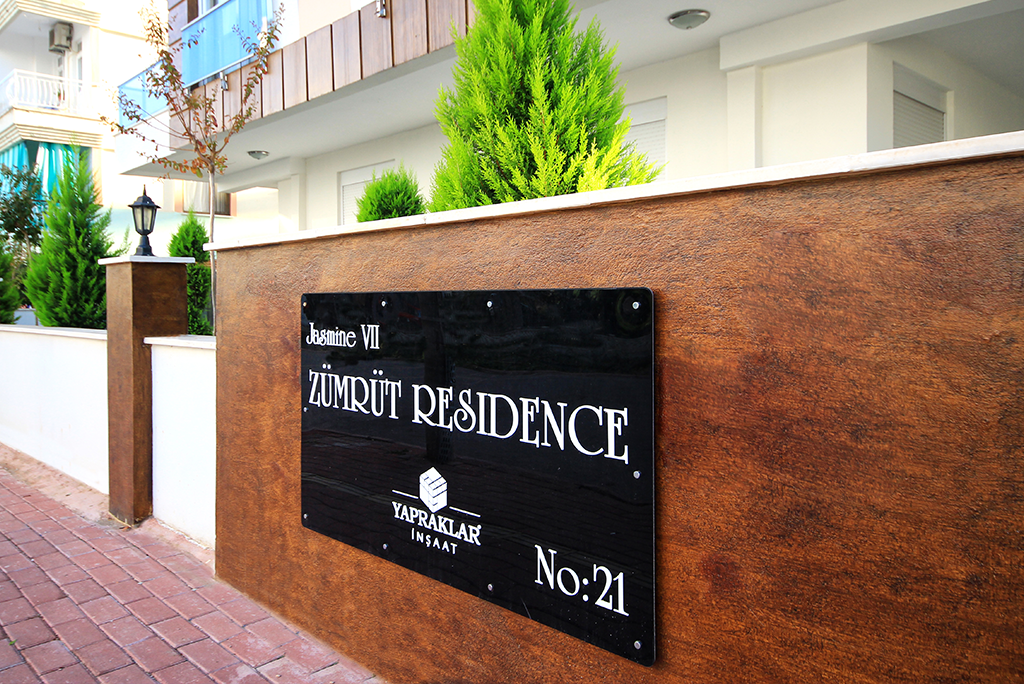 Jasmine VII
ZÜMRÜT RESIDENCE
YAPRAKLAR
İNŞAAT
No:21